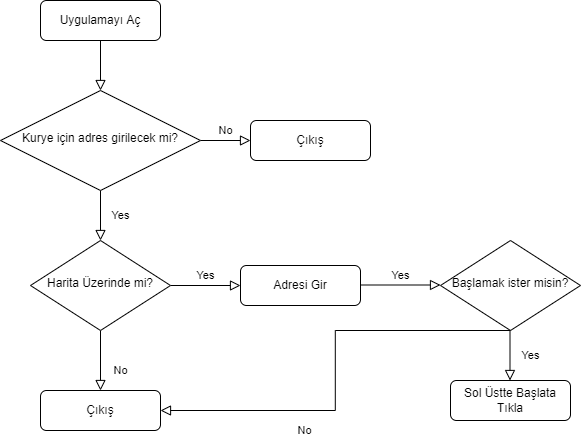 Uygulamayı Aç
Kurye için adres girilecek mi?
No
Çıkış
Yes
Harita Üzerinde mi?
Yes
Adresi Gir
Yes
Başlamak ister misin?
No
Yes
Çıkış
Sol Üstte Başlata
Tıkla
No